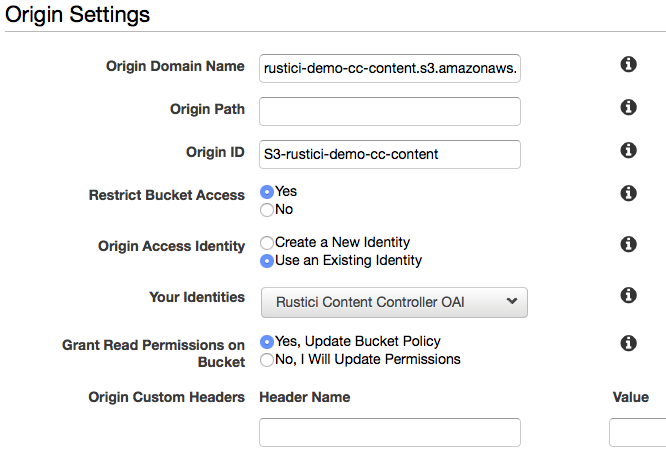 Origin Settings
Origin Domain Name rustici-demo-cc-content.s3.amazonaws.
Origin Path
Origin ID S3-rustici-demo-cc-content
Restrict Bucket Access Yes
No
Origin Access Identity Create a New Identity
Use an Existing Identity
Your Identities Rustici Content Controller OAI
Grant Read Permissions on Yes, Update Bucket Policy
Bucket No, I Will Update Permissions
Origin Custom Headers Header Name Value